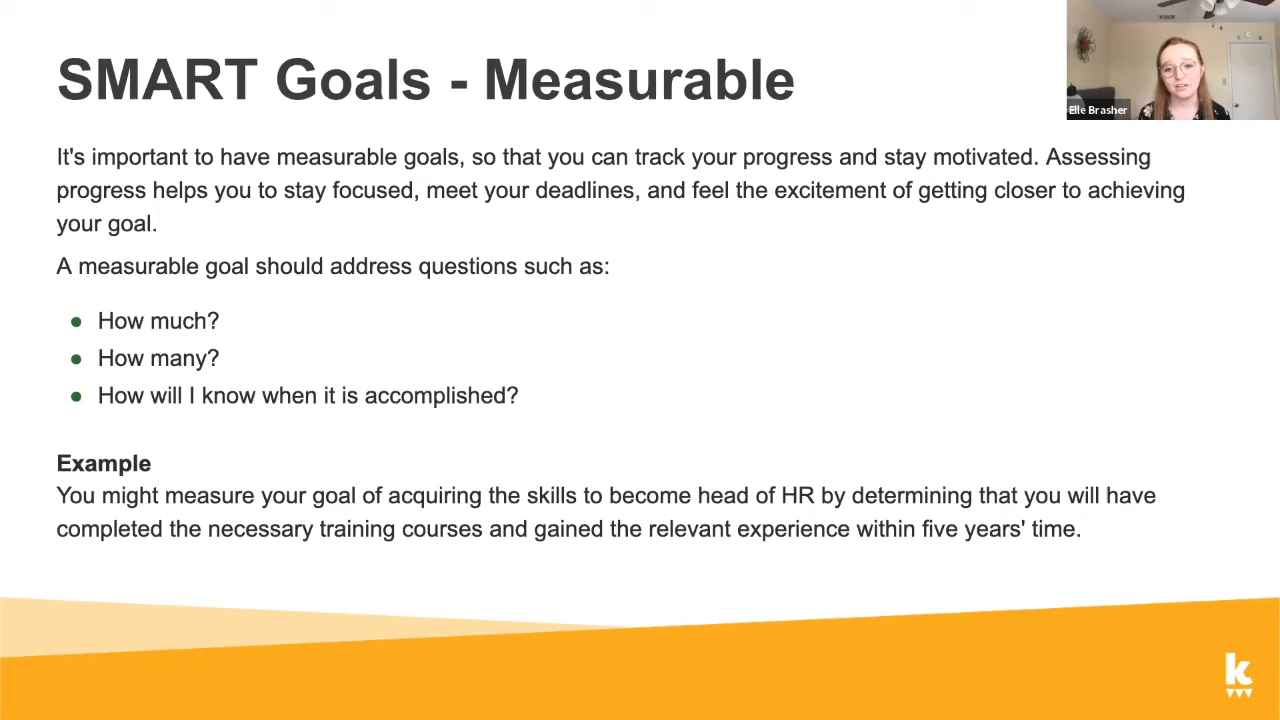 SMART Goals - Measurable
Elle Brasher
It's important to have measurable goals, so that you can track your progress and stay motivated. Assessing
progress helps you to stay focused, meet your deadlines, and feel the excitement of getting closer to achieving
your goal.
A measurable goal should address questions such as:
● How much?
● How many?
● How will I know when it is accomplished?
Example
You might measure your goal of acquiring the skills to become head of HR by determining that you will have
completed the necessary training courses and gained the relevant experience within five years' time.
k